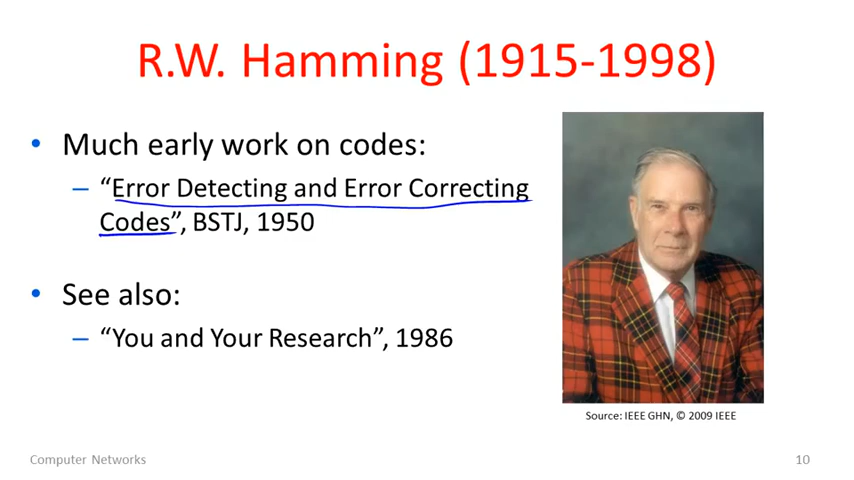 R.W. Hamming (1915-1998)
• Much early work on codes:
– “Error Detecting and Error Correcting
Codes”, BSTJ, 1950
• See also:
– “You and Your Research”, 1986
Source: IEEE GHN, © 2009 IEEE
Computer Networks
10